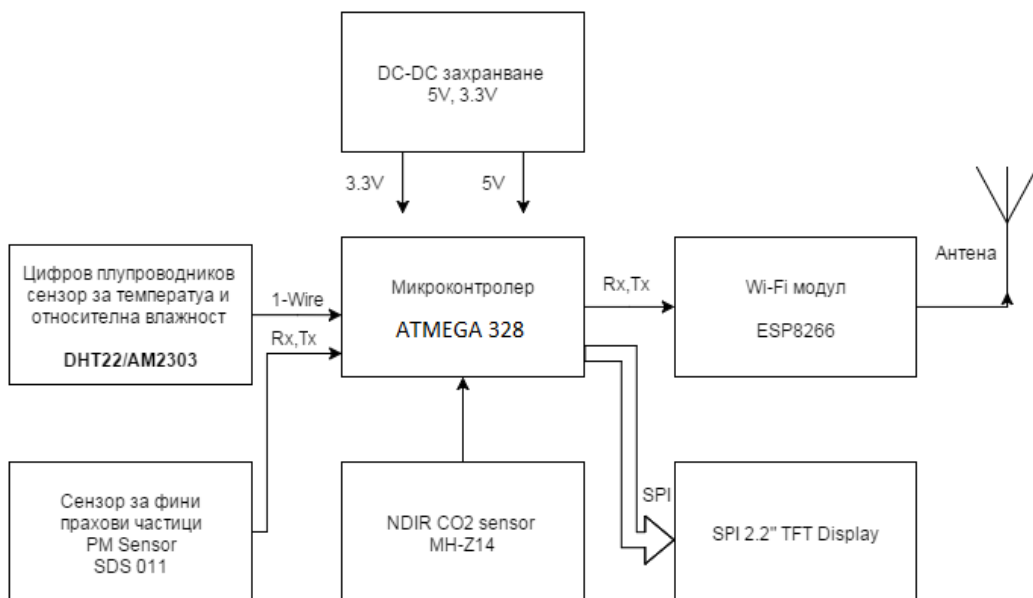 DC-DC захранване
5V, 3.3V
3.3V
5V
Цифров плупроводников
сензор за температуа и
относителна влажност
DHT22/AM2303
1-Wire
Rx,Tx
Микроконтролер
ATMEGA 328
Rx,Tx
Wi-Fi модул
ESP8266
Антена
Сензор за фини
прахови частици
PM Sensor
SDS 011
NDIR CO2 sensor
MH-Z14
SPI
SPI 2.2" TFT Display